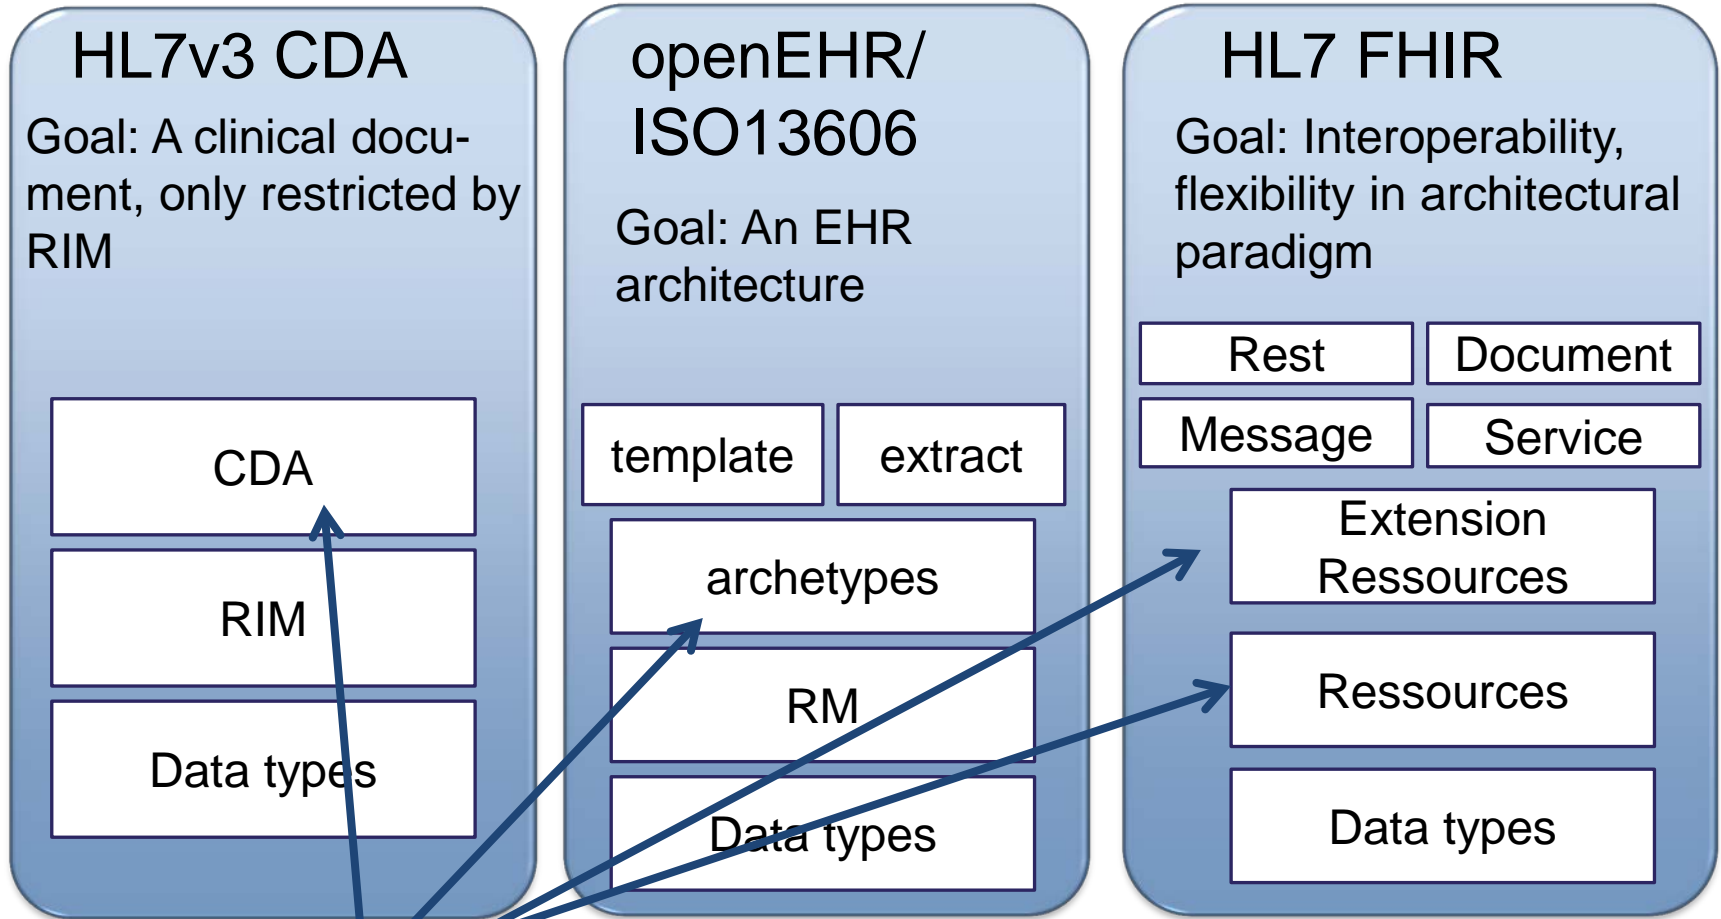 HL7v3 CDA
Goal: A clinical docu-
ment, only restricted by
RIM
CDA
RIM
Data types
openEHR/
ISO13606
Goal: An EHR
architecture
template
extract
archetypes
RM
Data types
HL7 FHIR
Goal: Interoperability,
flexibility in architectural
paradigm
Rest
Document
Message
Service
Extension
Ressources
Ressources
Data types